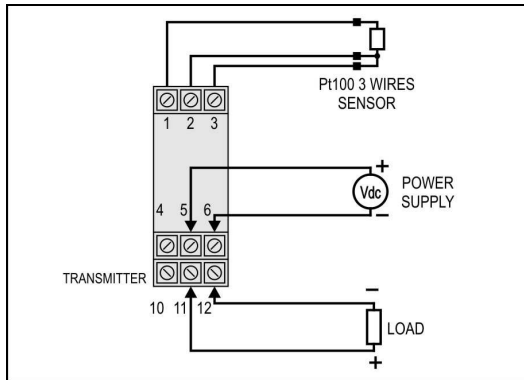 Pt100 3 WIRES
SENSOR
1 2 3
+
4 5 6
Vdc
POWER
SUPPLY
−
TRANSMITTER
10 11 12
−
LOAD
+